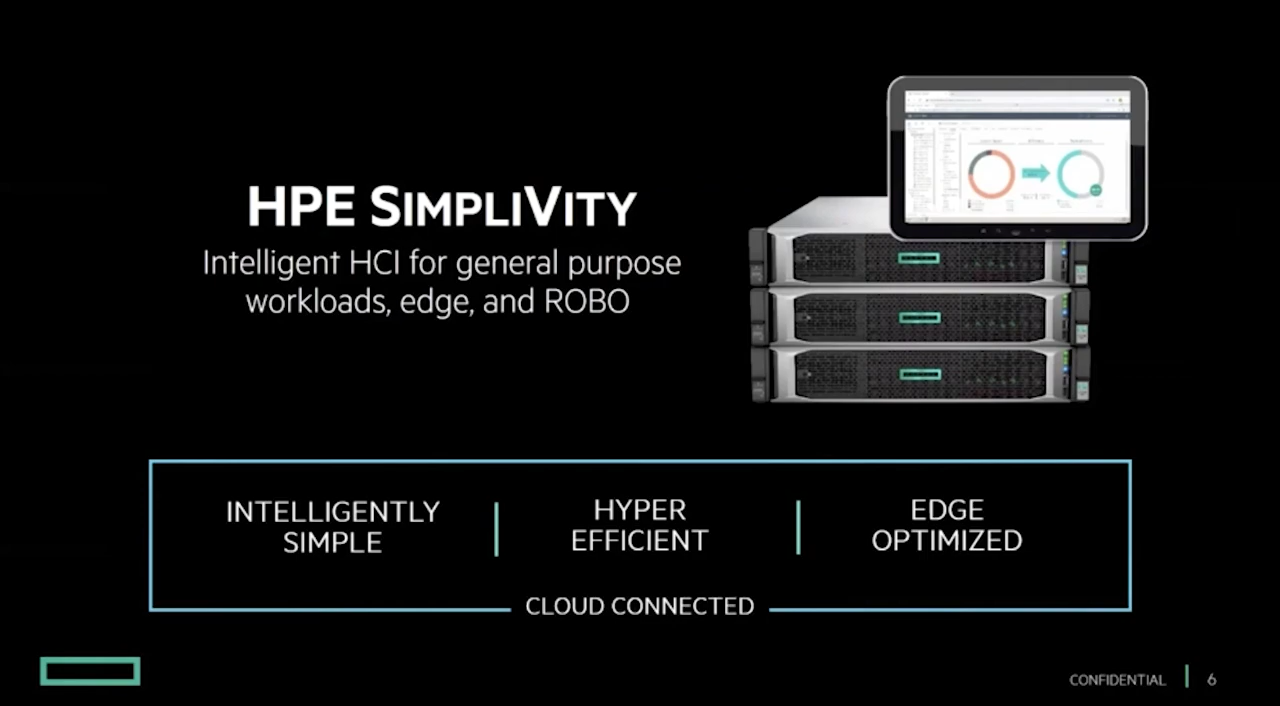 HPE SIMPLIVITY
Intelligent HCI for general purpose
workloads, edge, and ROBO
INTELLIGENTLY
SIMPLE
HYPER
EFFICIENT
EDGE
OPTIMIZED
CLOUD CONNECTED
CONFIDENTIAL
6